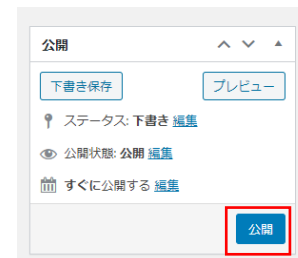 公開
下書き保存 プレビュー
ステータス: 下書き 編集
公開状態: 公開 編集
すぐに公開する 編集
公開